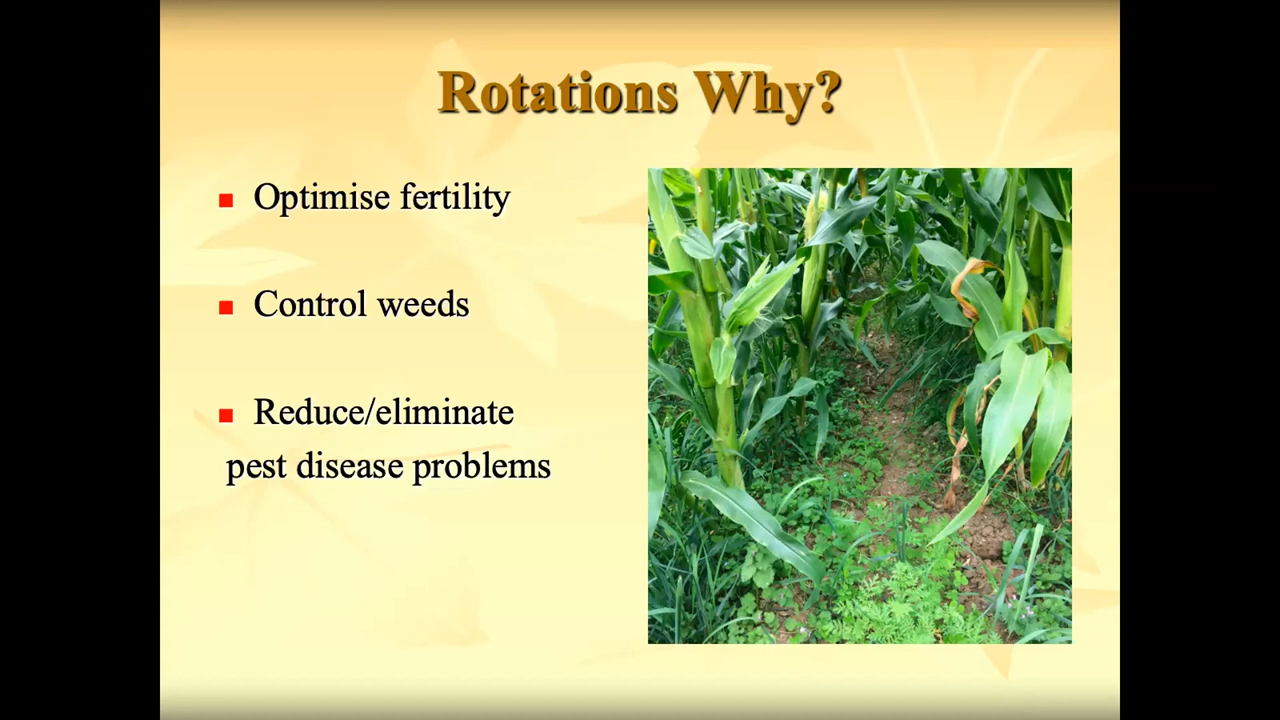 Rotations Why?
Optimise fertility
Control weeds
Reduce/eliminate
pest disease problems